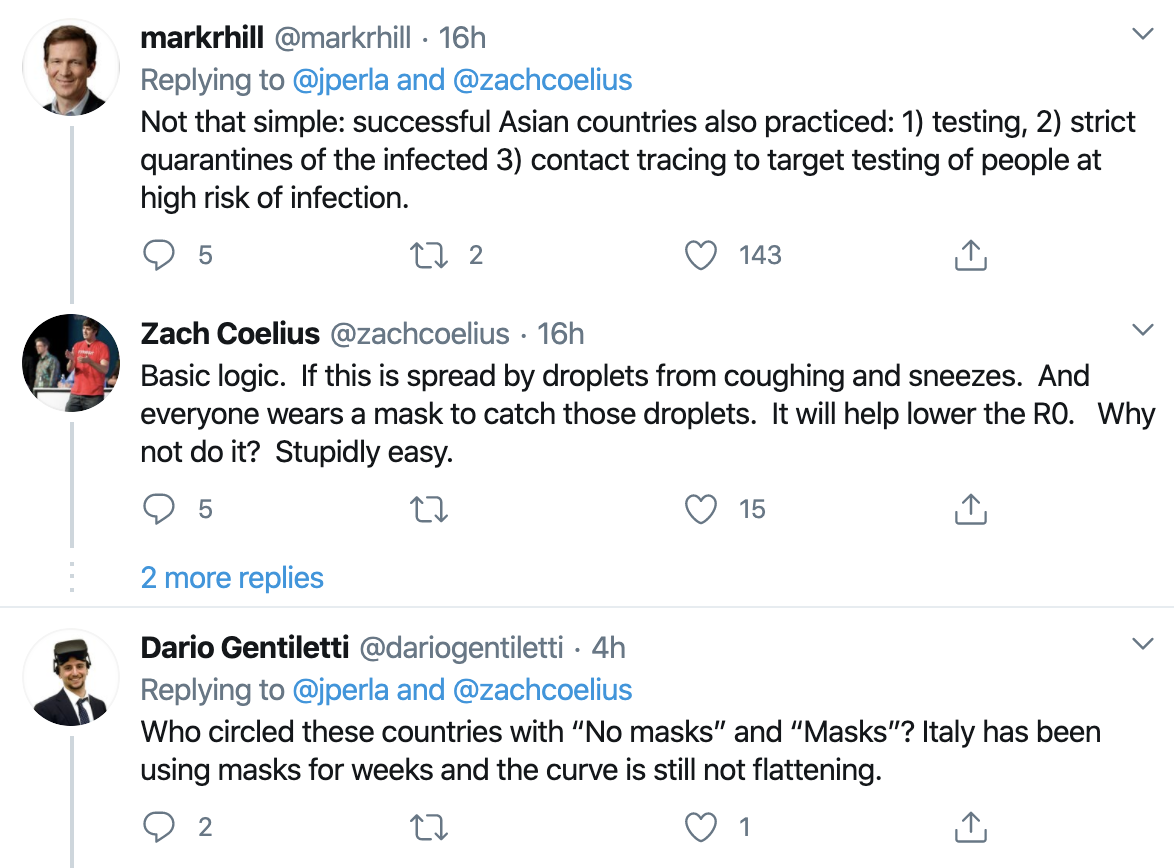 markrhill @markrhill · 16h
Replying to @jperla and @zachcoelius
Not that simple: successful Asian countries also practiced: 1) testing, 2) strict
quarantines of the infected 3) contact tracing to target testing of people at
high risk of infection.
5 2 143
Zach Coelius @zachcoelius · 16h
Basic logic.  If this is spread by droplets from coughing and sneezes.  And
everyone wears a mask to catch those droplets.  It will help lower the R0.   Why
not do it?  Stupidly easy.
5 15
2 more replies
Dario Gentiletti @dariogentiletti · 4h
Replying to @jperla and @zachcoelius
Who circled these countries with “No masks” and “Masks”? Italy has been
using masks for weeks and the curve is still not flattening.
2 1